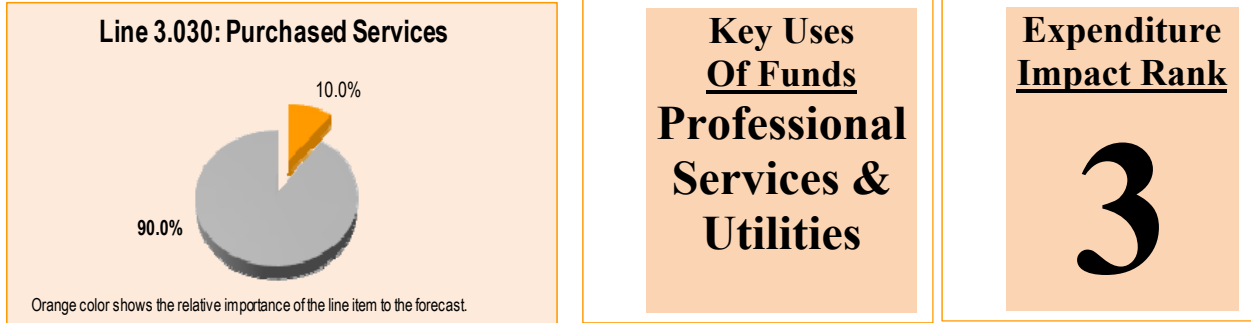 Line 3.030: Purchased Services
10.0%
90.0%
Orange color shows the relative importance of the line item to the forecast.
Key Uses
Of Funds
Professional
Services &
Utilities
Expenditure
Impact Rank
3